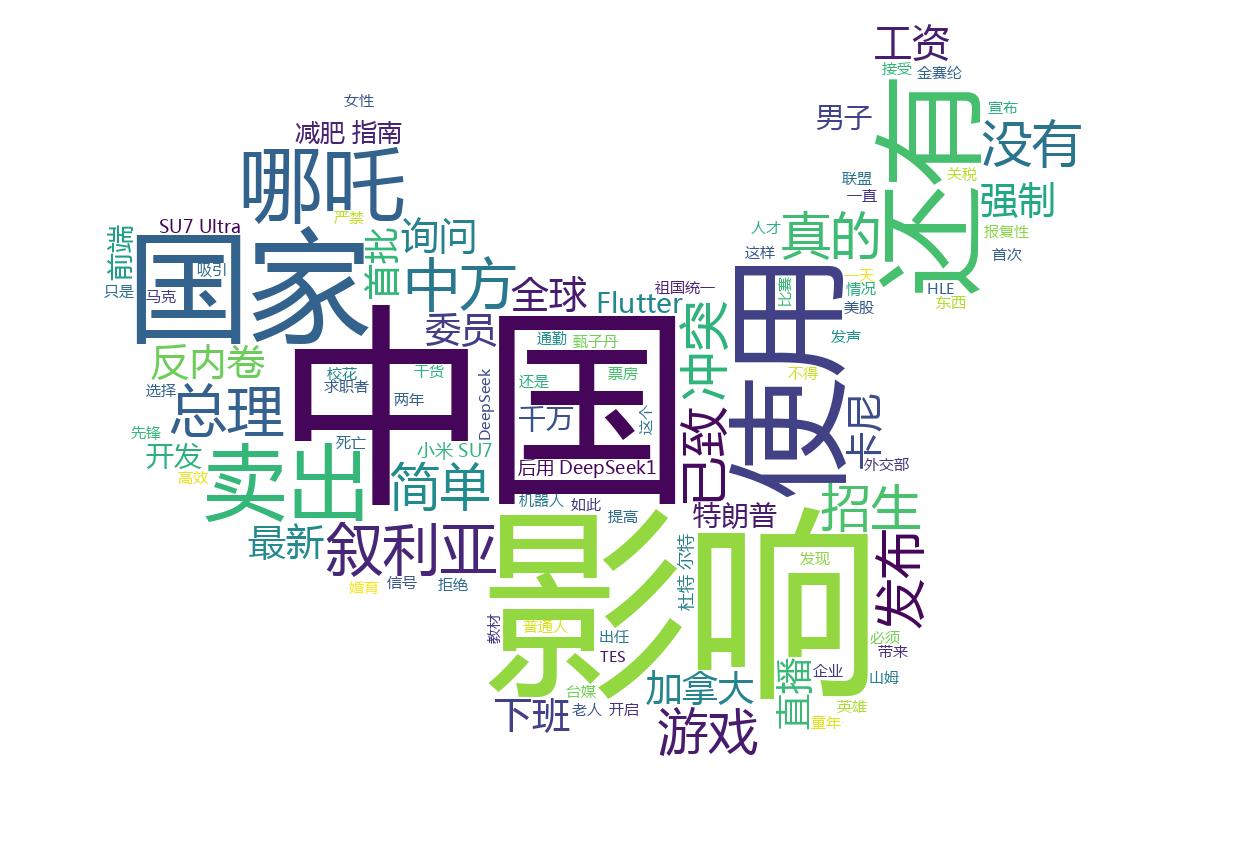 工资
接受
金赛纶
女性
男子
宣布
减肥 指南
还有
没有
哪吒
关税
联盟
一直
严禁
强制
SU7 Ultra
人才
真的
报复性
前端
国家
首批
询问
这样
首次
吸引
中方
一天
只是
马克
全球
Flutter
祖国统一
比赛
情况
HLE
使用
美股
东西
中国
委员
冲突
发声
通勤
甄子丹
反内卷
校花
干货
还是
票房
不得
求职者
DeepSeek
选择
总理
两年
千万
这个
卡尼
先锋
死亡
小米 SU7
已致
开发
后用 DeepSeek1
外交部
卖出
高效
简单
机器人
如此
提高
特朗普
招生
最新
叙利亚
影响
杜特 尔特
发现
发布
婚育
信号
拒绝
教材
普通人
出任
必须
TES
带来
直播
企业
山姆
台媒
加拿大
下班
老人
开启
游戏
英雄
童年